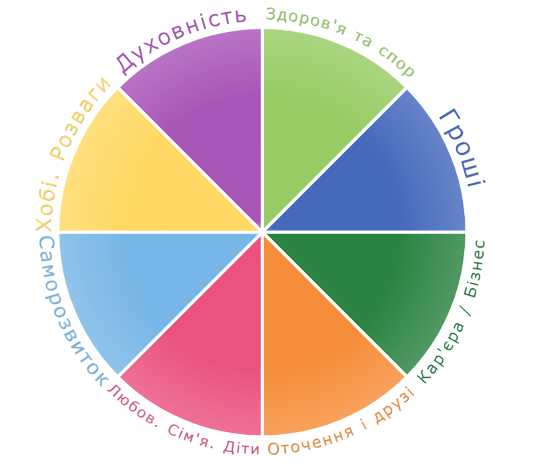 Здоров'я та спор
Гроші
Кар'єра / Бізнес
Оточення і друзі
Любов. Сім'я. Діти
Саморозвиток
Хобі. Розваги
Духовність